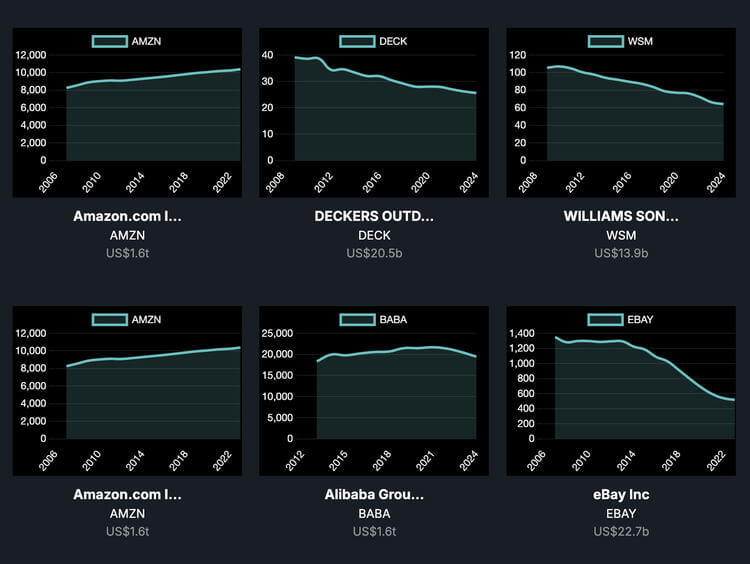 AMZN
12,000
10,000
8,000
6,000
4,000
2,000
0
2006 2010 2014 2018 2022
Amazon.com I...
AMZN
US$1.6t
DECK
40
30
20
10
0
2008 2012 2016 2020 2024
DECKERS OUTD...
DECK
US$20.5b
WSM
120
100
80
60
40
20
0
2008 2012 2016 2020 2024
WILLIAMS SON...
WSM
US$13.9b
AMZN
12,000
10,000
8,000
6,000
4,000
2,000
0
2006 2010 2014 2018 2022
Amazon.com I...
AMZN
US$1.6t
BABA
25,000
20,000
15,000
10,000
5,000
0
2012 2015 2018 2021 2024
Alibaba Grou...
BABA
US$1.6t
EBAY
1,400
1,200
1,000
800
600
400
200
0
2006 2010 2014 2018 2022
eBay Inc
EBAY
US$22.7b